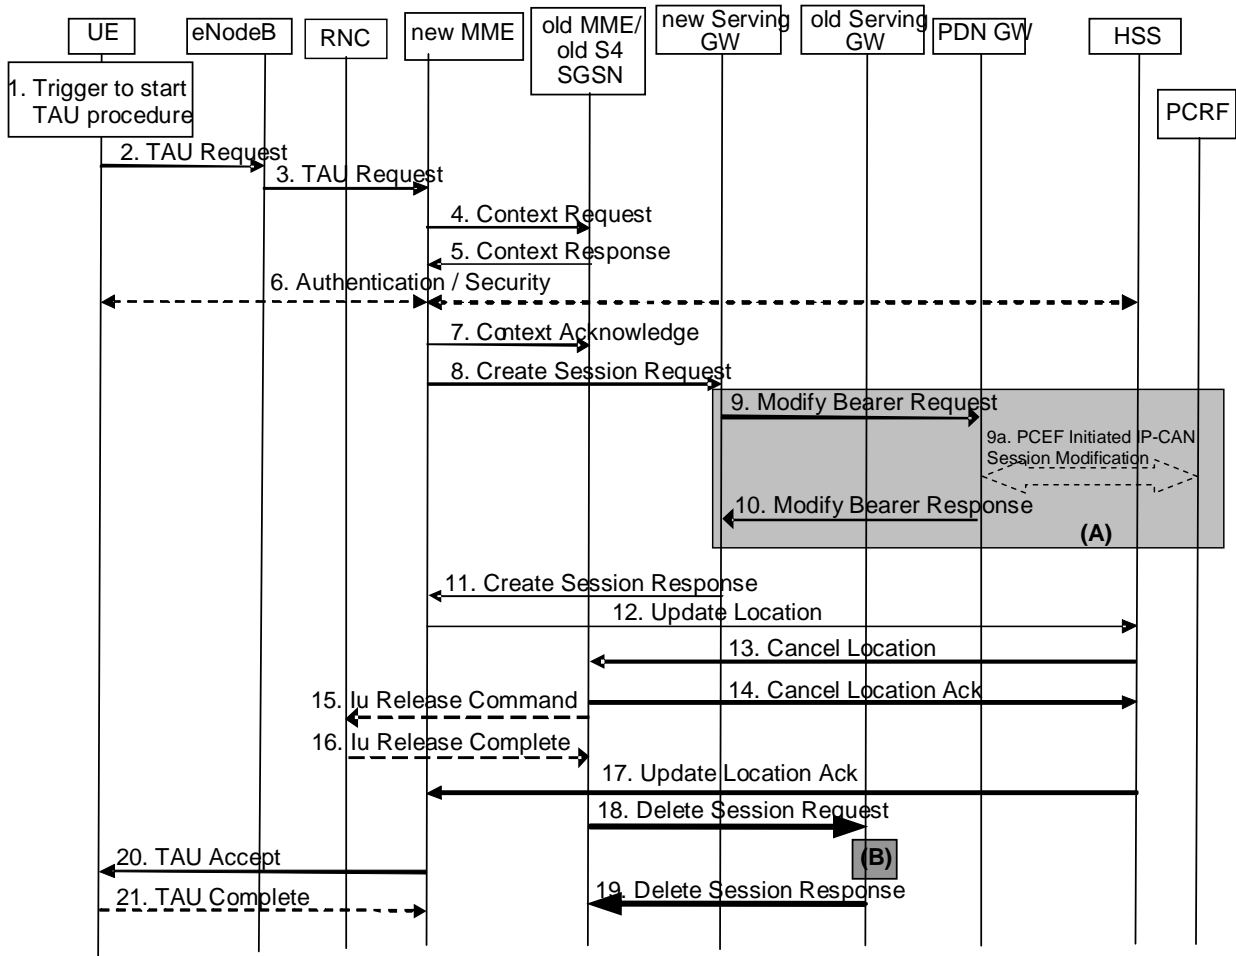 UE
eNodeB
RNC
new MME
old MME/
old S4
SGSN
new Serving
GW
old Serving
GW
PDN GW
HSS
PCRF
1. Trigger to start
TAU procedure
2. TAU Request
3. TAU Request
4. Context Request
5. Context Response
6. Authentication / Security
7. Context Acknowledge
8. Create Session Request
9. Modify Bearer Request
9a. PCEF Initiated IP-CAN
Session Modification
10. Modify Bearer Response
(A)
11. Create Session Response
12. Update Location
13. Cancel Location
14. Cancel Location Ack
15. Iu Release Command
16. Iu Release Complete
17. Update Location Ack
18. Delete Session Request
(B)
20. TAU Accept
19. Delete Session Response
21. TAU Complete